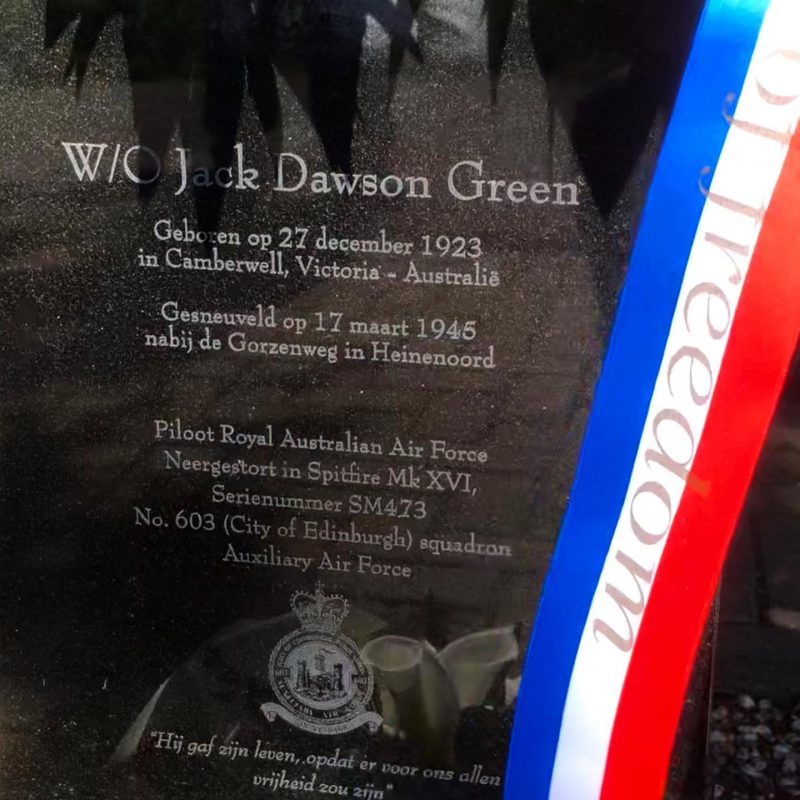 W/O Jack Dawson Green
Geboren op 27 december 1923
in Camberwell, Victoria - Australië
Gesneuveld op 17 maart 1945
nabij de Gorzenweg in Heinenoord
Piloot Royal Australian Air Force
Neergestort in Spitfire Mk XVI,
Serienummer SM473
No. 603 (City of Edinburgh) squadron
Auxiliary Air Force
"Hij gaf zijn leven, opdat er voor ons allen
vrijheid zou zijn"
of freedom